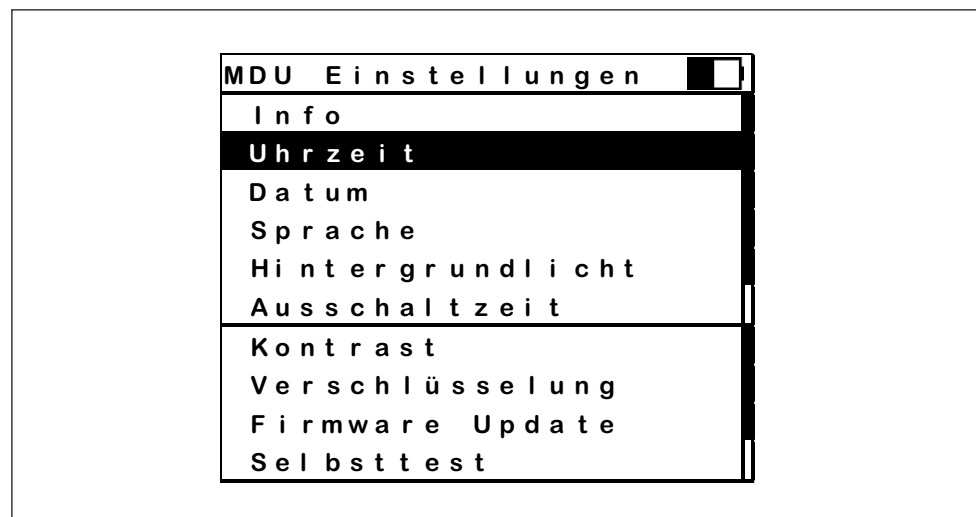 MDU Einstellungen
Info
Uhrzeit
Datum
Sprache
Hintergrundlicht
Ausschaltzeit
Kontrast
Verschlüsselung
Firmware Update
Selbsttest